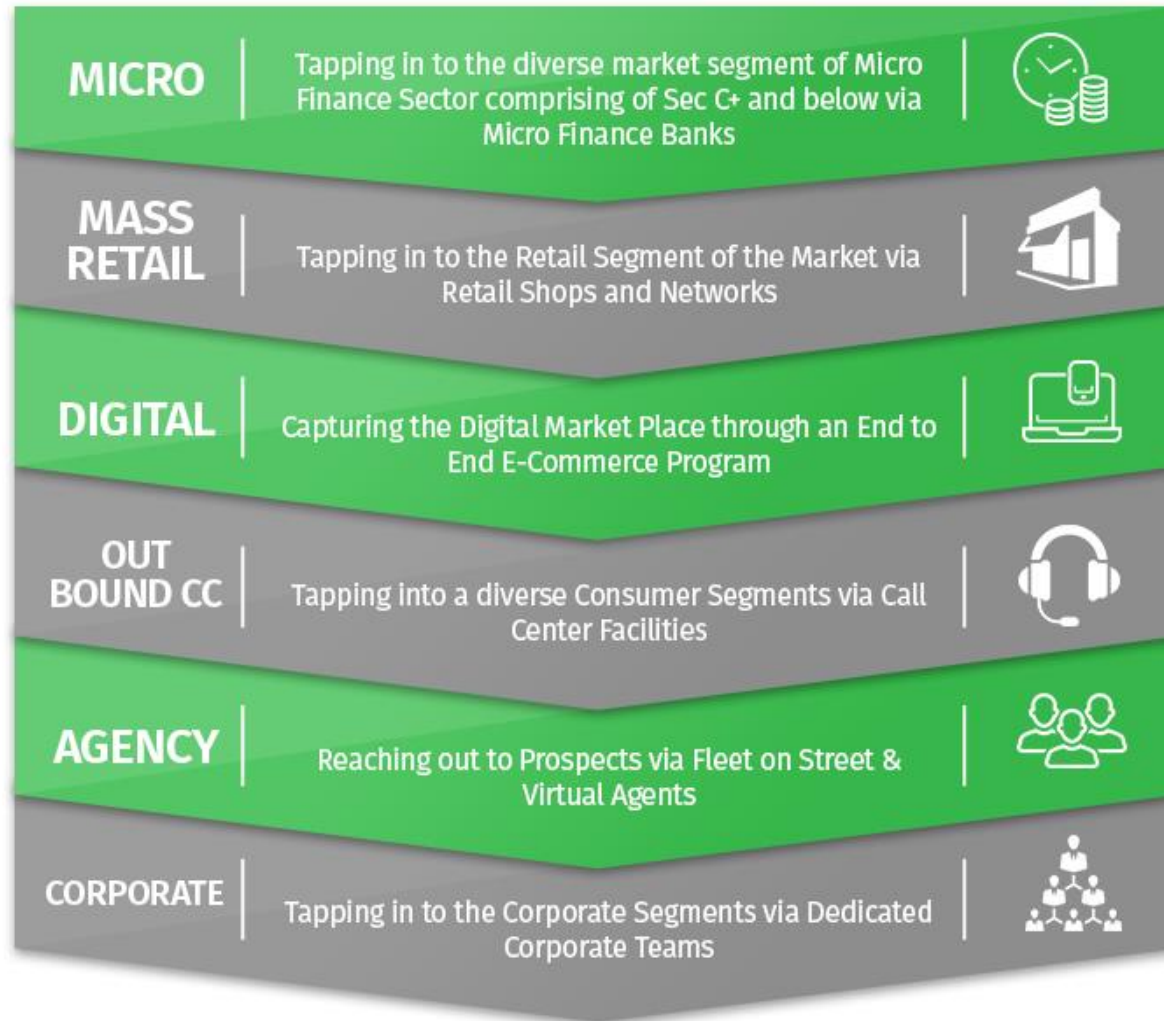 MICRO
Tapping in to the diverse market segment of Micro
Finance Sector comprising of Sec C+ and below via
Micro Finance Banks
MASS
RETAIL
Tapping in to the Retail Segment of the Market via
Retail Shops and Networks
DIGITAL
Capturing the Digital Market Place through an End to
End E-Commerce Program
OUT
BOUND CC
Tapping into a diverse Consumer Segments via Call
Center Facilities
AGENCY
Reaching out to Prospects via Fleet on Street &
Virtual Agents
CORPORATE
Tapping in to the Corporate Segments via Dedicated
Corporate Teams